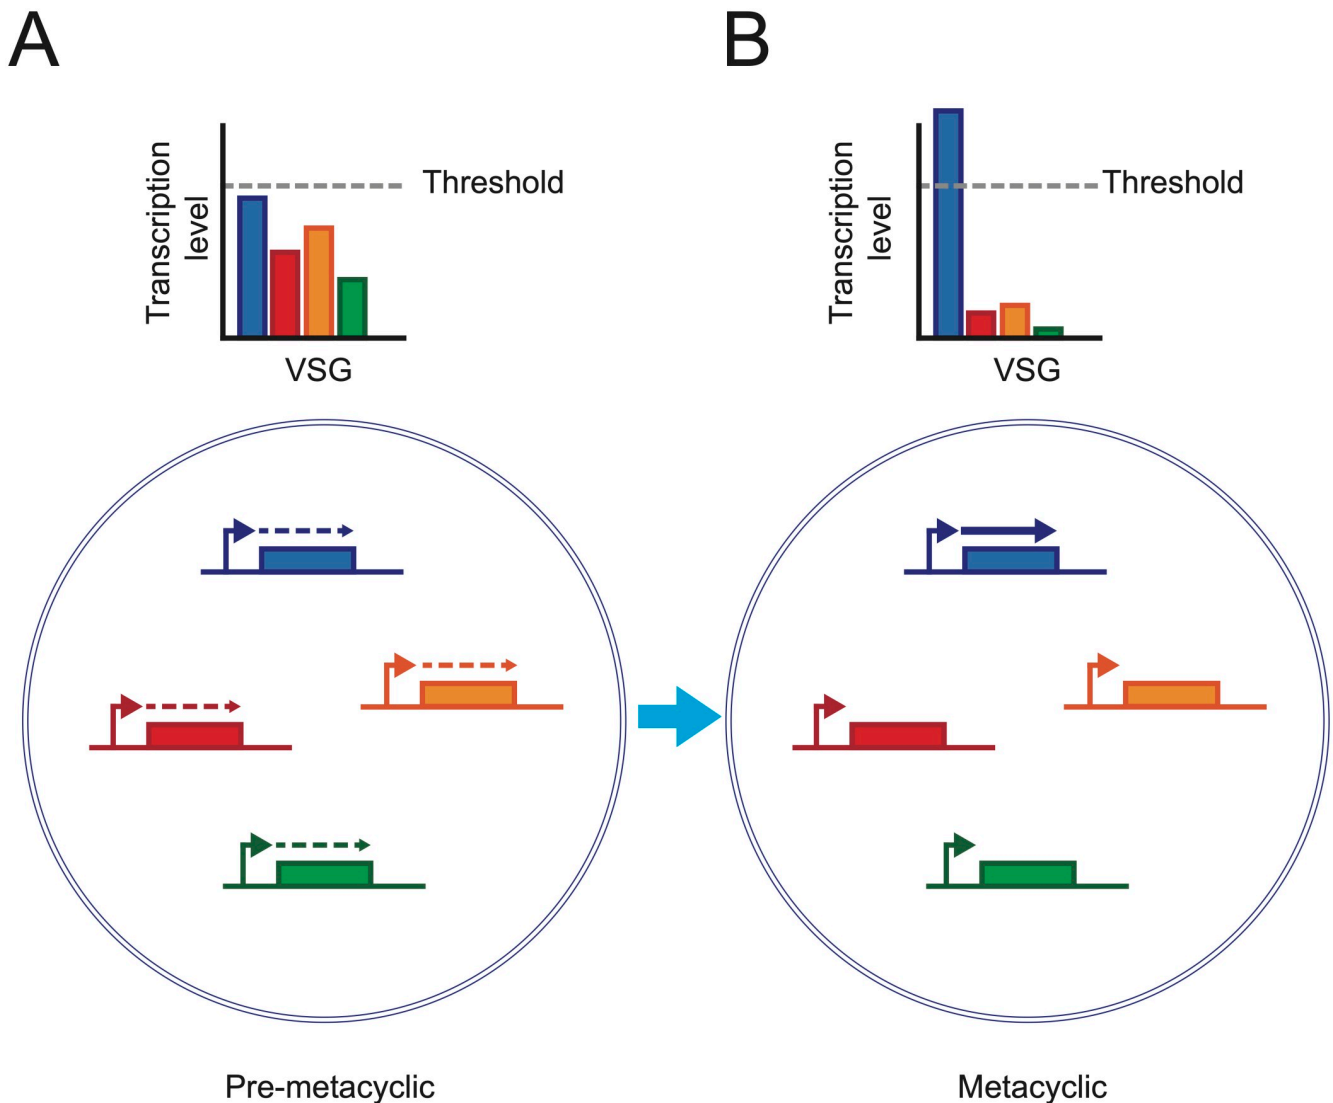 A
B
Transcription
level
Threshold
VSG
Transcription
level
Threshold
VSG
Pre-metacyclic
Metacyclic